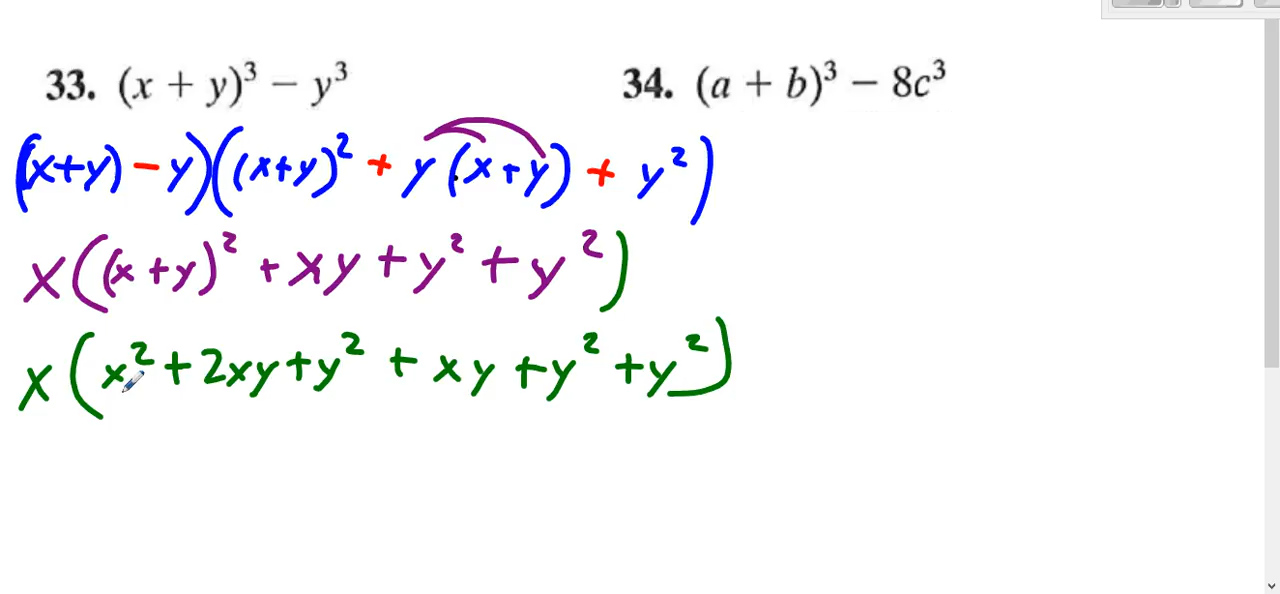 33. (x + y)³ − y³ 34. (a + b)³ − 8c³
((x+y) − y)((x+y)² + y(x+y) + y²)
x((x+y)² + xy + y² + y²)
x(x² + 2xy + y² + xy + y² + y²)